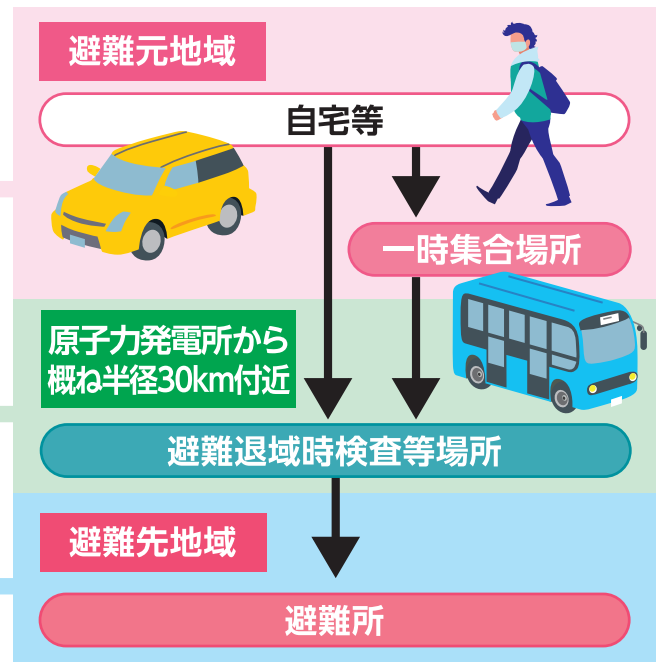 避難元地域
自宅等
一時集合場所
原子力発電所から
概ね半径30km付近
避難退域時検査等場所
避難先地域
避難所